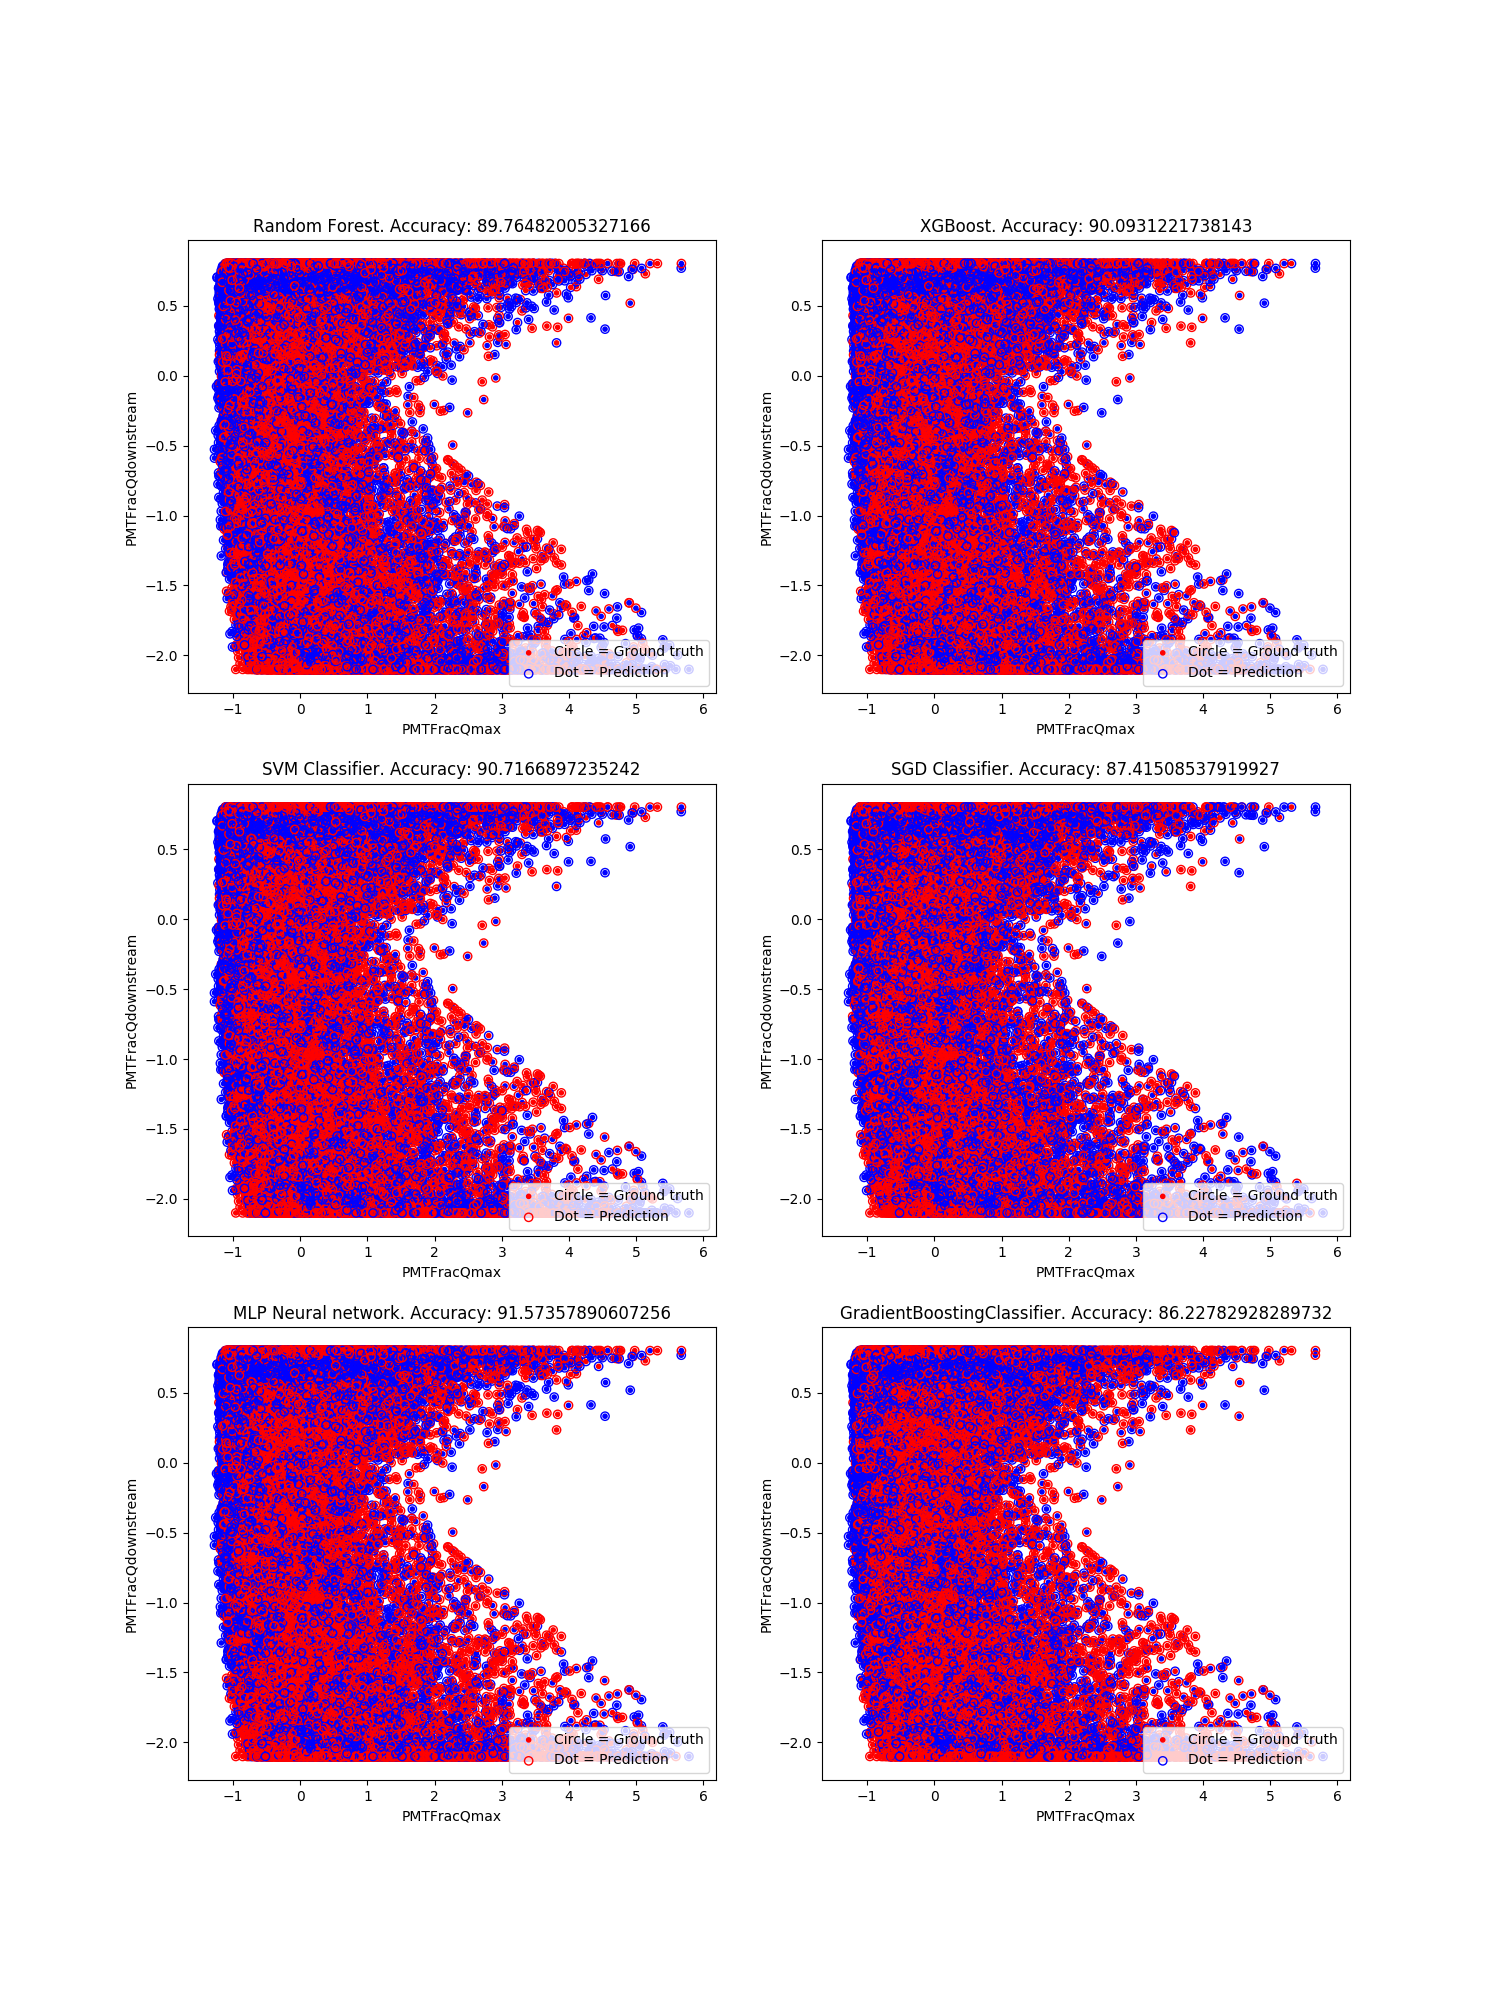 Random Forest. Accuracy: 89.76482005327166
0.5
0.0
−0.5
−1.0
−1.5
−2.0
PMTFracQdownstream
Circle = Ground truth
Dot = Prediction
−1 0 1 2 3 4 5 6
PMTFracQmax
XGBoost. Accuracy: 90.0931221738143
0.5
0.0
−0.5
−1.0
−1.5
−2.0
PMTFracQdownstream
Circle = Ground truth
Dot = Prediction
−1 0 1 2 3 4 5 6
PMTFracQmax
SVM Classifier. Accuracy: 90.7166897235242
0.5
0.0
−0.5
−1.0
−1.5
−2.0
PMTFracQdownstream
Circle = Ground truth
Dot = Prediction
−1 0 1 2 3 4 5 6
PMTFracQmax
SGD Classifier. Accuracy: 87.41508537919927
0.5
0.0
−0.5
−1.0
−1.5
−2.0
PMTFracQdownstream
Circle = Ground truth
Dot = Prediction
−1 0 1 2 3 4 5 6
PMTFracQmax
MLP Neural network. Accuracy: 91.57357890607256
0.5
0.0
−0.5
−1.0
−1.5
−2.0
PMTFracQdownstream
Circle = Ground truth
Dot = Prediction
−1 0 1 2 3 4 5 6
PMTFracQmax
GradientBoostingClassifier. Accuracy: 86.22782928289732
0.5
0.0
−0.5
−1.0
−1.5
−2.0
PMTFracQdownstream
Circle = Ground truth
Dot = Prediction
−1 0 1 2 3 4 5 6
PMTFracQmax